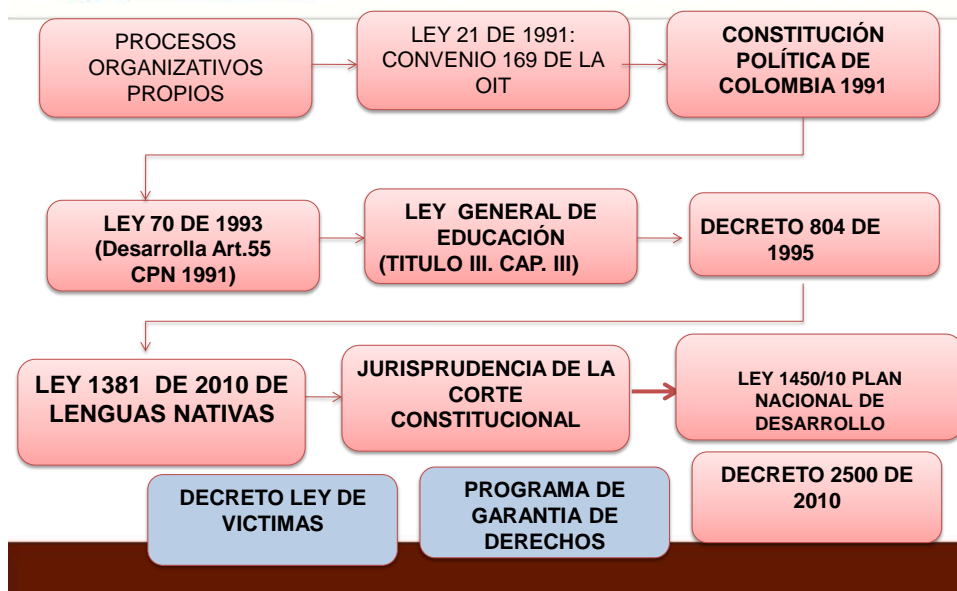 PROCESOS
ORGANIZATIVOS
PROPIOS
LEY 21 DE 1991:
CONVENIO 169 DE LA
OIT
CONSTITUCIÓN
POLÍTICA DE
COLOMBIA 1991
LEY 70 DE 1993
(Desarrolla Art.55
CPN 1991)
LEY GENERAL DE
EDUCACIÓN
(TITULO III. CAP. III)
DECRETO 804 DE
1995
LEY 1381 DE 2010 DE
LENGUAS NATIVAS
JURISPRUDENCIA DE LA
CORTE
CONSTITUCIONAL
LEY 1450/10 PLAN
NACIONAL DE
DESARROLLO
DECRETO LEY DE
VICTIMAS
PROGRAMA DE
GARANTIA DE
DERECHOS
DECRETO 2500 DE
2010